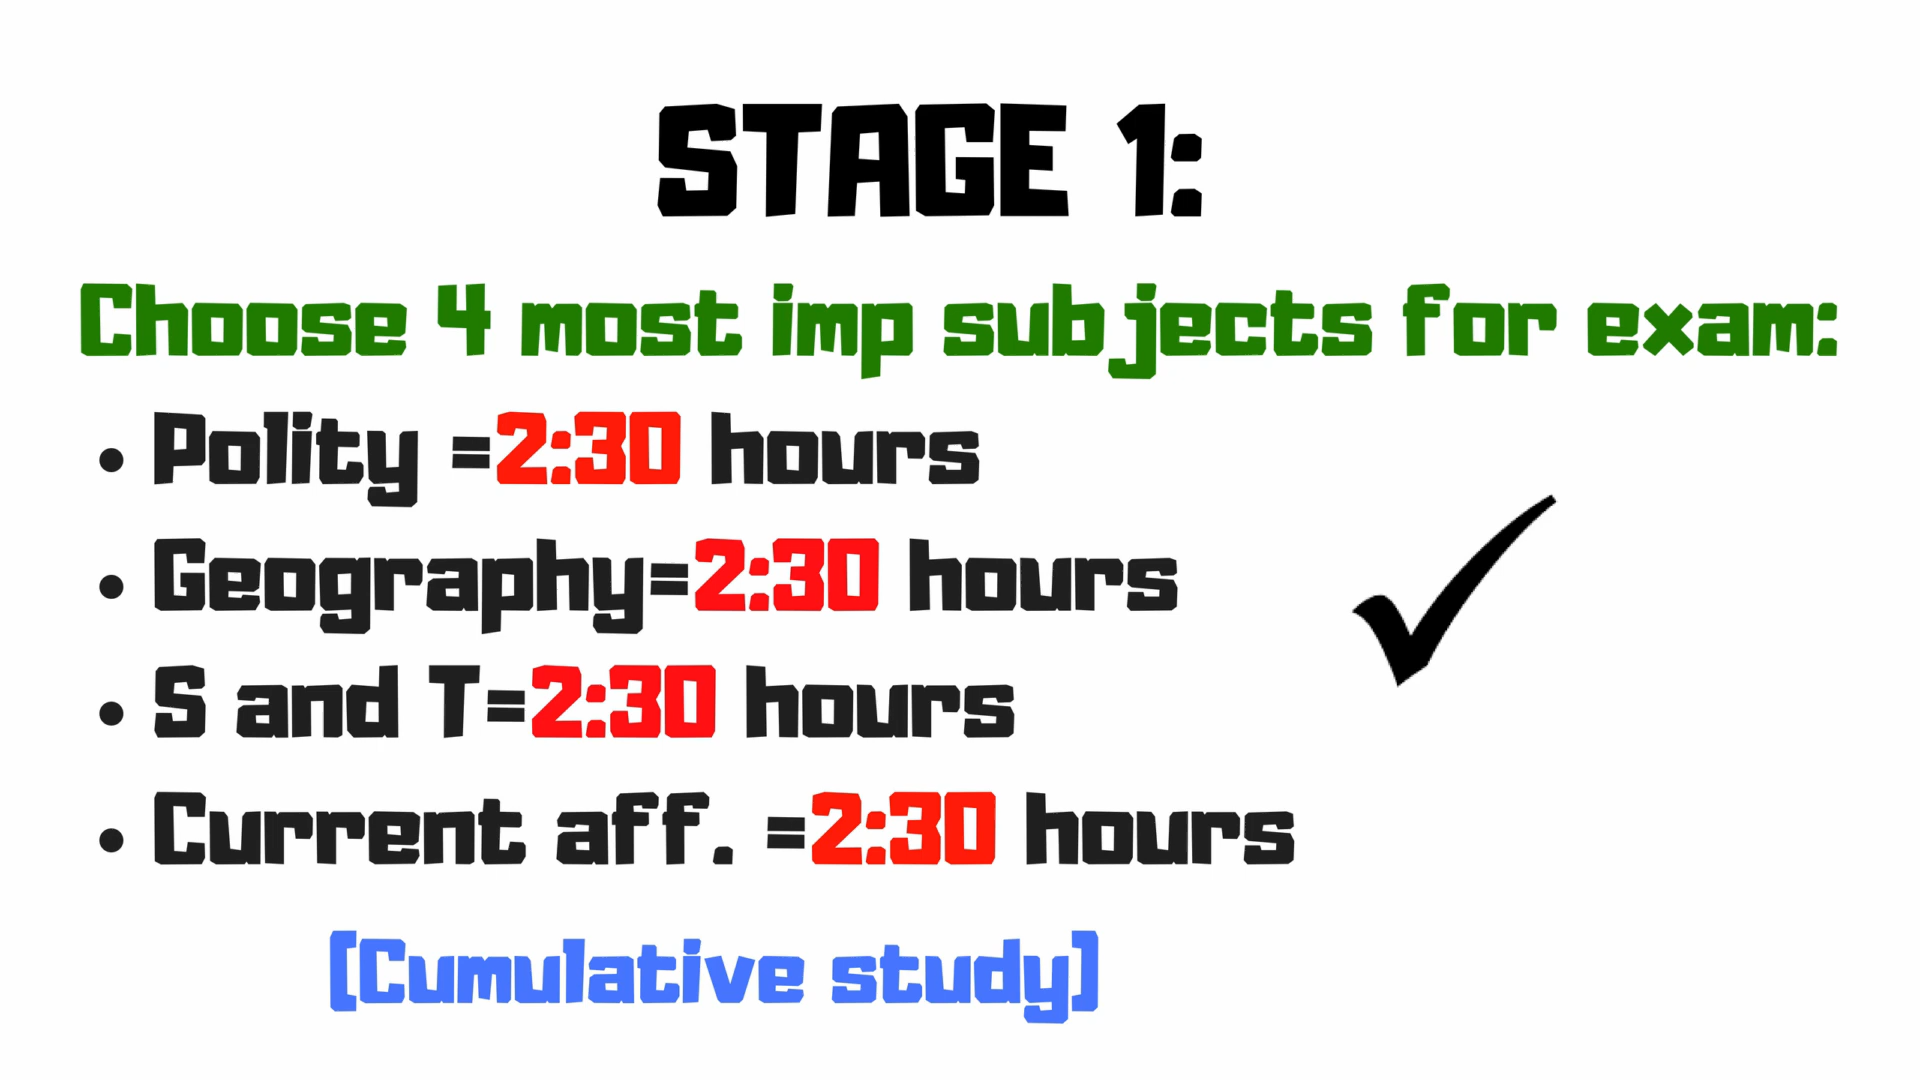 STAGE 1:
Choose 4 most imp subjects for exam:
• Polity =2:30 hours
• Geography=2:30 hours
• S and T=2:30 hours
• Current aff. =2:30 hours
[Cumulative study]